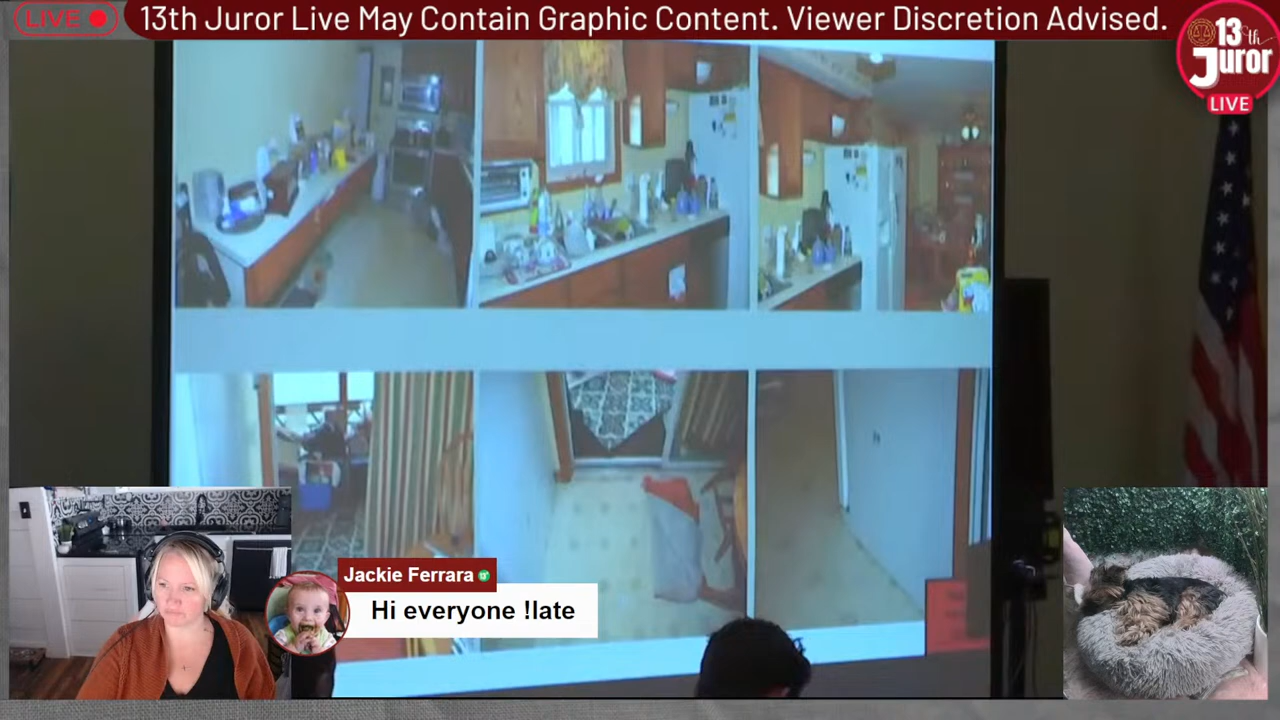 LIVE
13th Juror Live May Contain Graphic Content. Viewer Discretion Advised.
13th
Juror
LIVE
Jackie Ferrara
Hi everyone !late